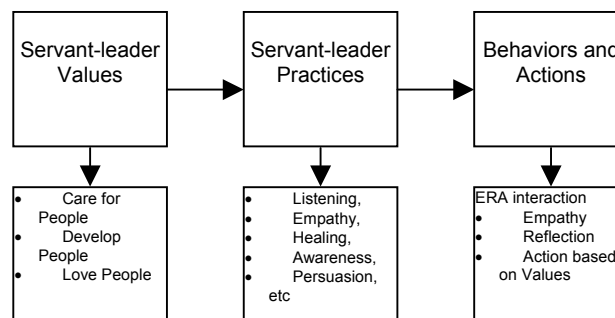 Servant-leader
Values
Servant-leader
Practices
Behaviors and
Actions
• Care for
People
• Develop
People
• Love People
• Listening,
• Empathy,
• Healing,
• Awareness,
• Persuasion,
etc
ERA interaction
• Empathy
• Reflection
• Action based
on Values